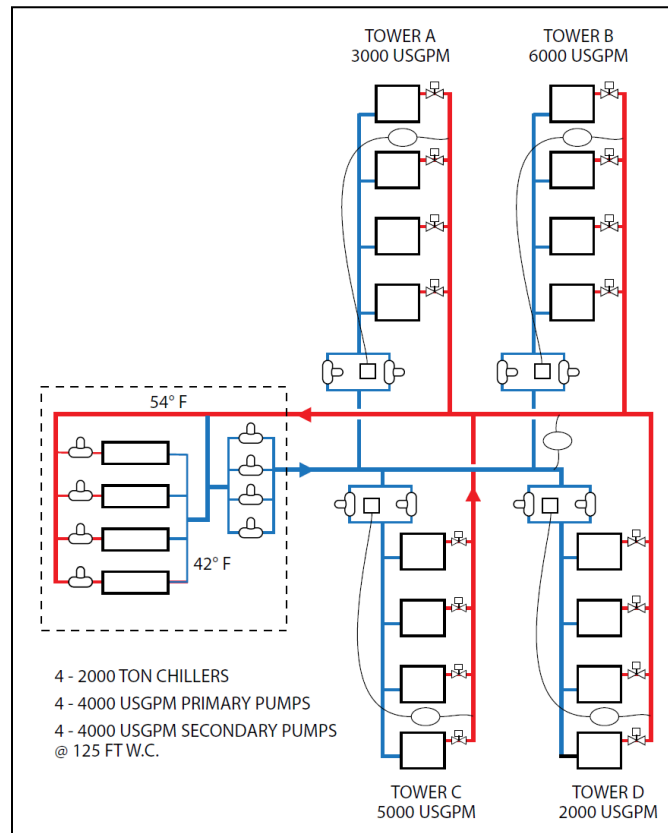 TOWER A
3000 USGPM
TOWER B
6000 USGPM
54° F
42° F
4 - 2000 TON CHILLERS
4 - 4000 USGPM PRIMARY PUMPS
4 - 4000 USGPM SECONDARY PUMPS
@ 125 FT W.C.
TOWER C
5000 USGPM
TOWER D
2000 USGPM